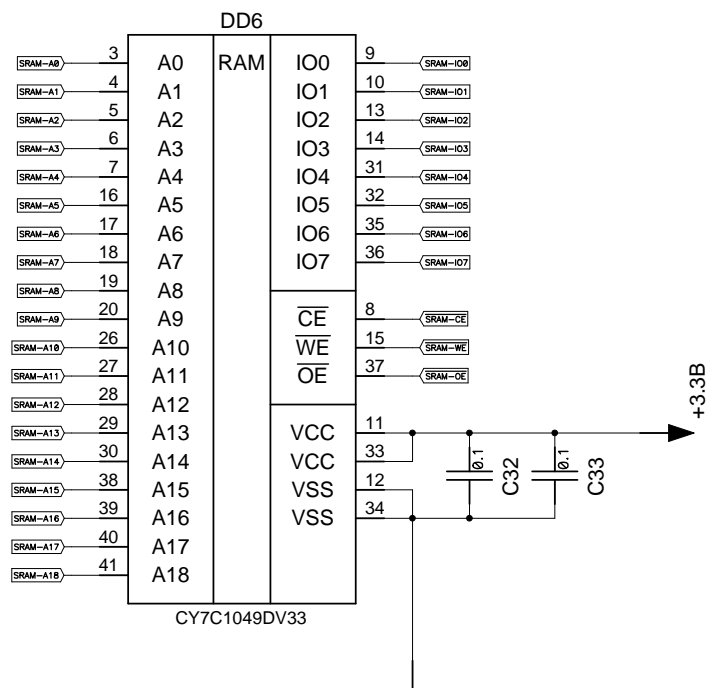 DD6
SRAM-A0 3 A0 RAM IO0 9 SRAM-IO0
SRAM-A1 4 A1 IO1 10 SRAM-IO1
SRAM-A2 5 A2 IO2 13 SRAM-IO2
SRAM-A3 6 A3 IO3 14 SRAM-IO3
SRAM-A4 7 A4 IO4 31 SRAM-IO4
SRAM-A5 16 A5 IO5 32 SRAM-IO5
SRAM-A6 17 A6 IO6 35 SRAM-IO6
SRAM-A7 18 A7 IO7 36 SRAM-IO7
SRAM-A8 19 A8
SRAM-A9 20 A9 CE 8 SRAM-CE
SRAM-A10 26 A10 WE 15 SRAM-WE
SRAM-A11 27 A11 OE 37 SRAM-OE
SRAM-A12 28 A12
SRAM-A13 29 A13 VCC 11 +3.3В
SRAM-A14 30 A14 VCC 33 0.1 C32 0.1 C33
SRAM-A15 38 A15 VSS 12
SRAM-A16 39 A16 VSS 34
SRAM-A17 40 A17
SRAM-A18 41 A18
CY7C1049DV33